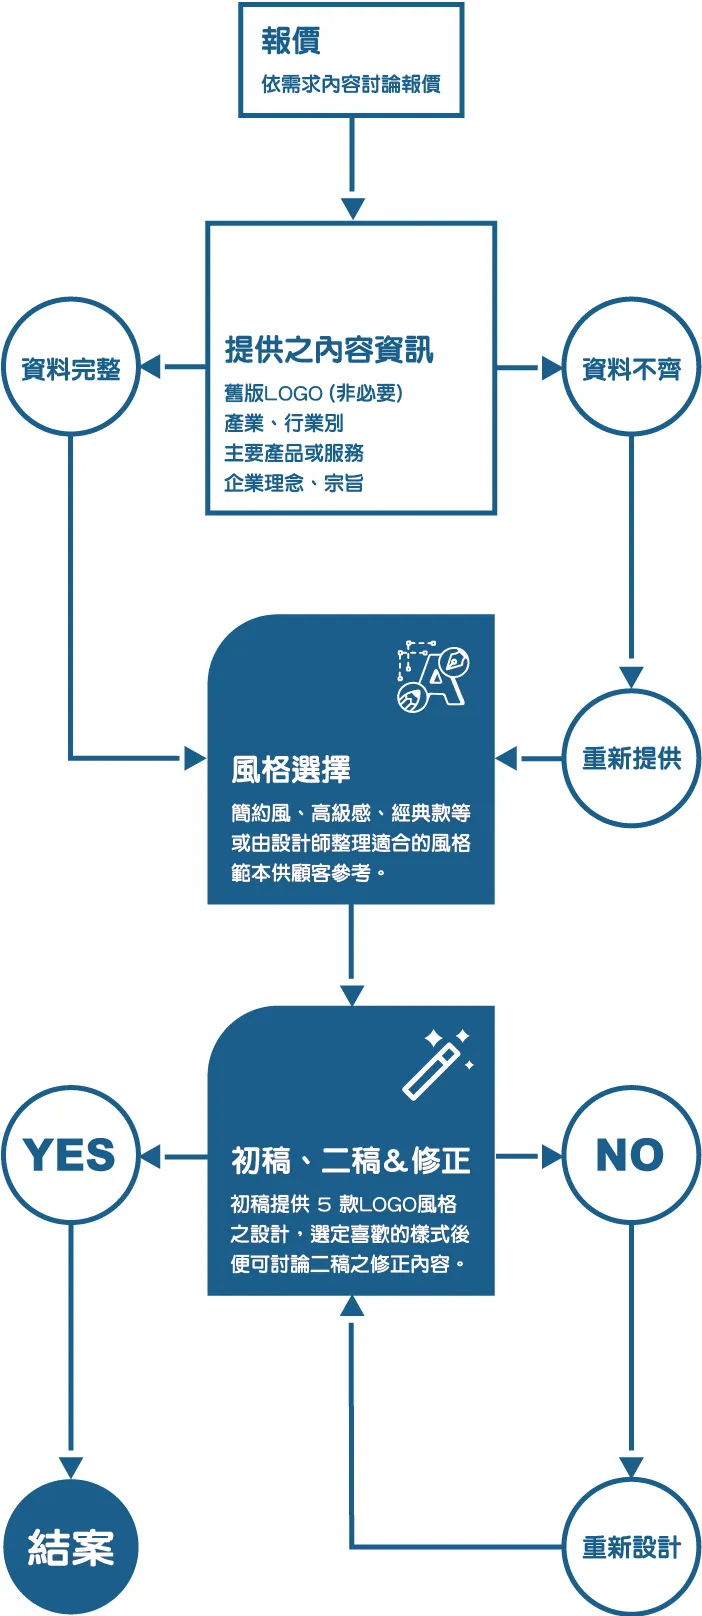 報價
依需求內容討論報價
提供之內容資訊
舊版LOGO (非必要)
產業、行業別
主要產品或服務
企業理念、宗旨
資料完整
資料不齊
重新提供
風格選擇
簡約風、高級感、經典款等
或由設計師整理適合的風格
範本供顧客參考。
初稿、二稿&修正
初稿提供 5 款LOGO風格
之設計，選定喜歡的樣式後
便可討論二稿之修正內容。
YES
NO
結案
重新設計